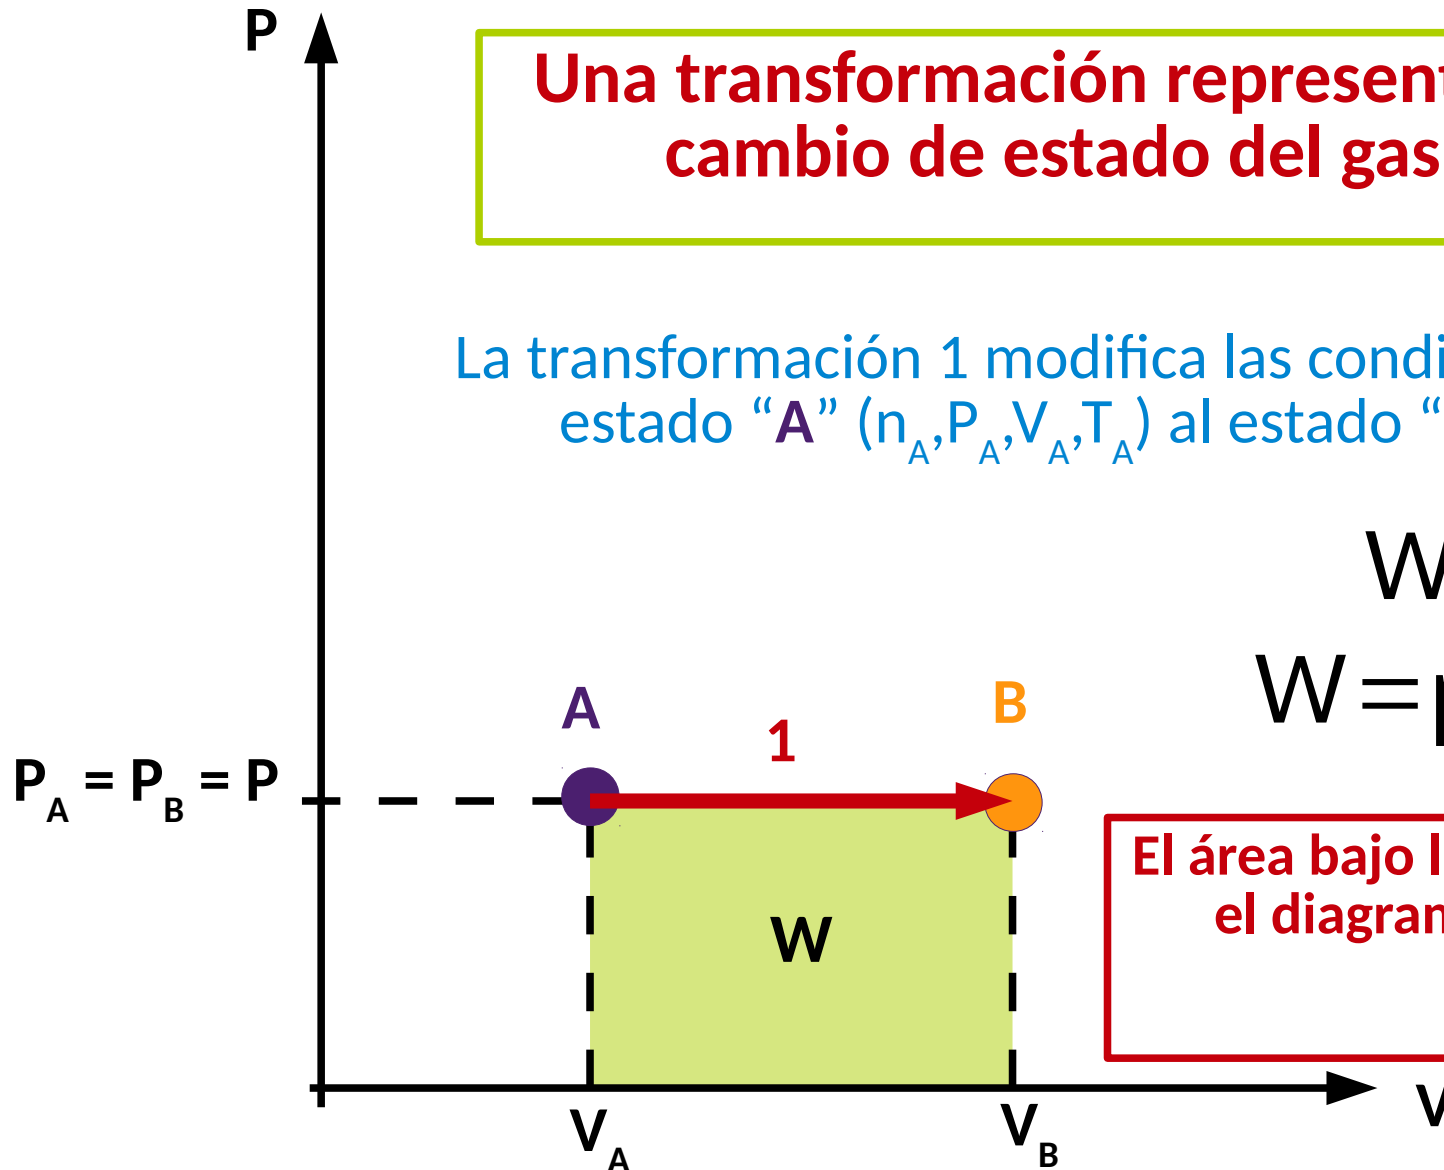 P
Una transformación represent
cambio de estado del gas
La transformación 1 modifica las condi
estado “A” (nA,PA,VA,TA) al estado “
W
W=p
A
1
B
PA = PB = P
El área bajo l
el diagram
W
V
VA
VB